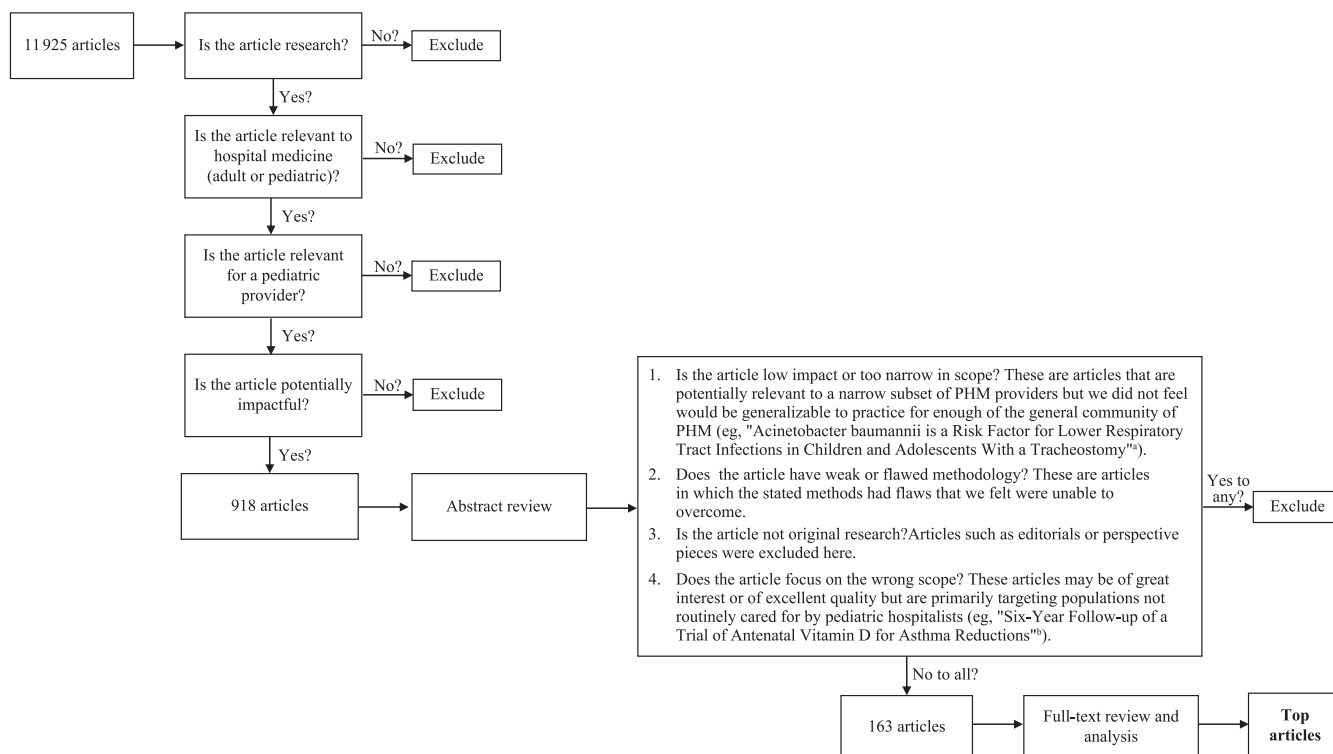 11 925 articles
Is the article research?
No?
Exclude
Yes?
Is the article relevant to
hospital medicine
(adult or pediatric)?
No?
Exclude
Yes?
Is the article relevant
for a pediatric
provider?
No?
Exclude
Yes?
Is the article potentially
impactful?
No?
Exclude
Yes?
918 articles
Abstract review
1. Is the article low impact or too narrow in scope? These are articles that are
potentially relevant to a narrow subset of PHM providers but we did not feel
would be generalizable to practice for enough of the general community of
PHM (eg, "Acinetobacter baumannii is a Risk Factor for Lower Respiratory
Tract Infections in Children and Adolescents With a Tracheostomy"ᵃ).
2. Does the article have weak or flawed methodology? These are articles
in which the stated methods had flaws that we felt were unable to
overcome.
3. Is the article not original research?Articles such as editorials or perspective
pieces were excluded here.
4. Does the article focus on the wrong scope? These articles may be of great
interest or of excellent quality but are primarily targeting populations not
routinely cared for by pediatric hospitalists (eg, "Six-Year Follow-up of a
Trial of Antenatal Vitamin D for Asthma Reductions"ᵇ).
Yes to
any?
Exclude
No to all?
163 articles
Full-text review and
analysis
Top
articles